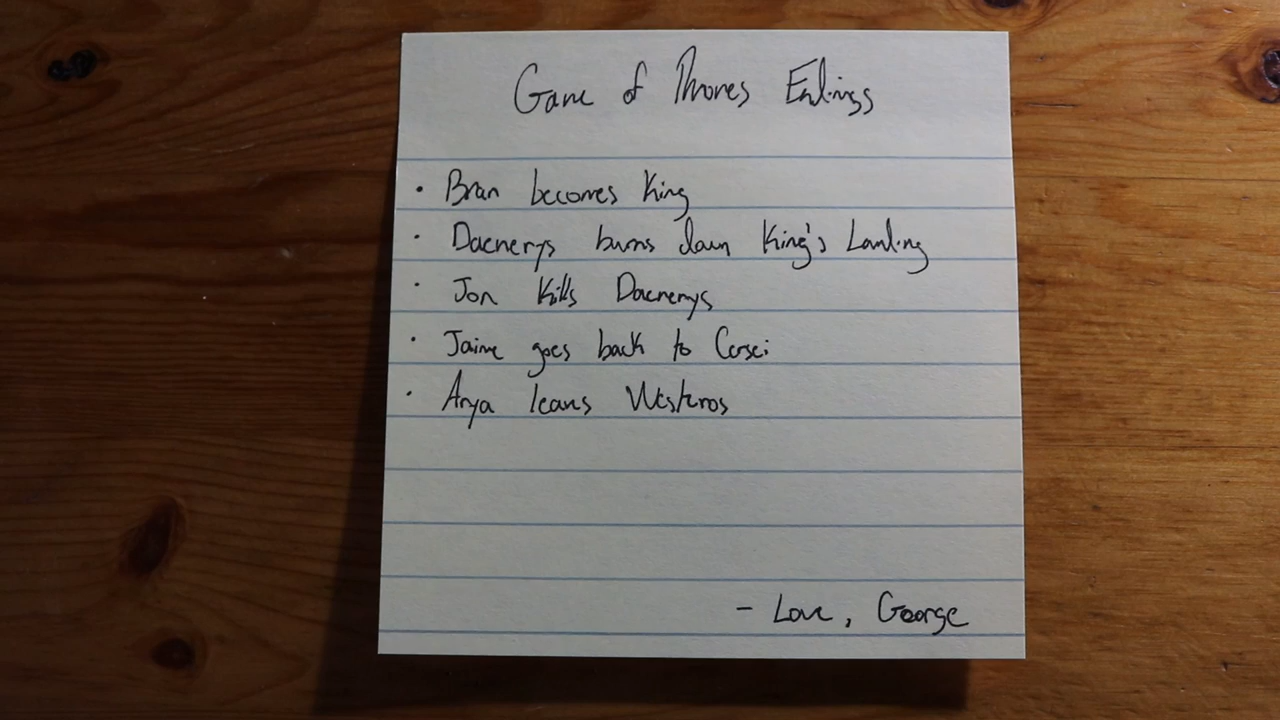 Game of Thrones Endings
· Bran becomes King
· Daenerys burns down King's Landing
· Jon Kills Daenerys
· Jaime goes back to Cersei
· Arya leaves Westeros
- Love, George